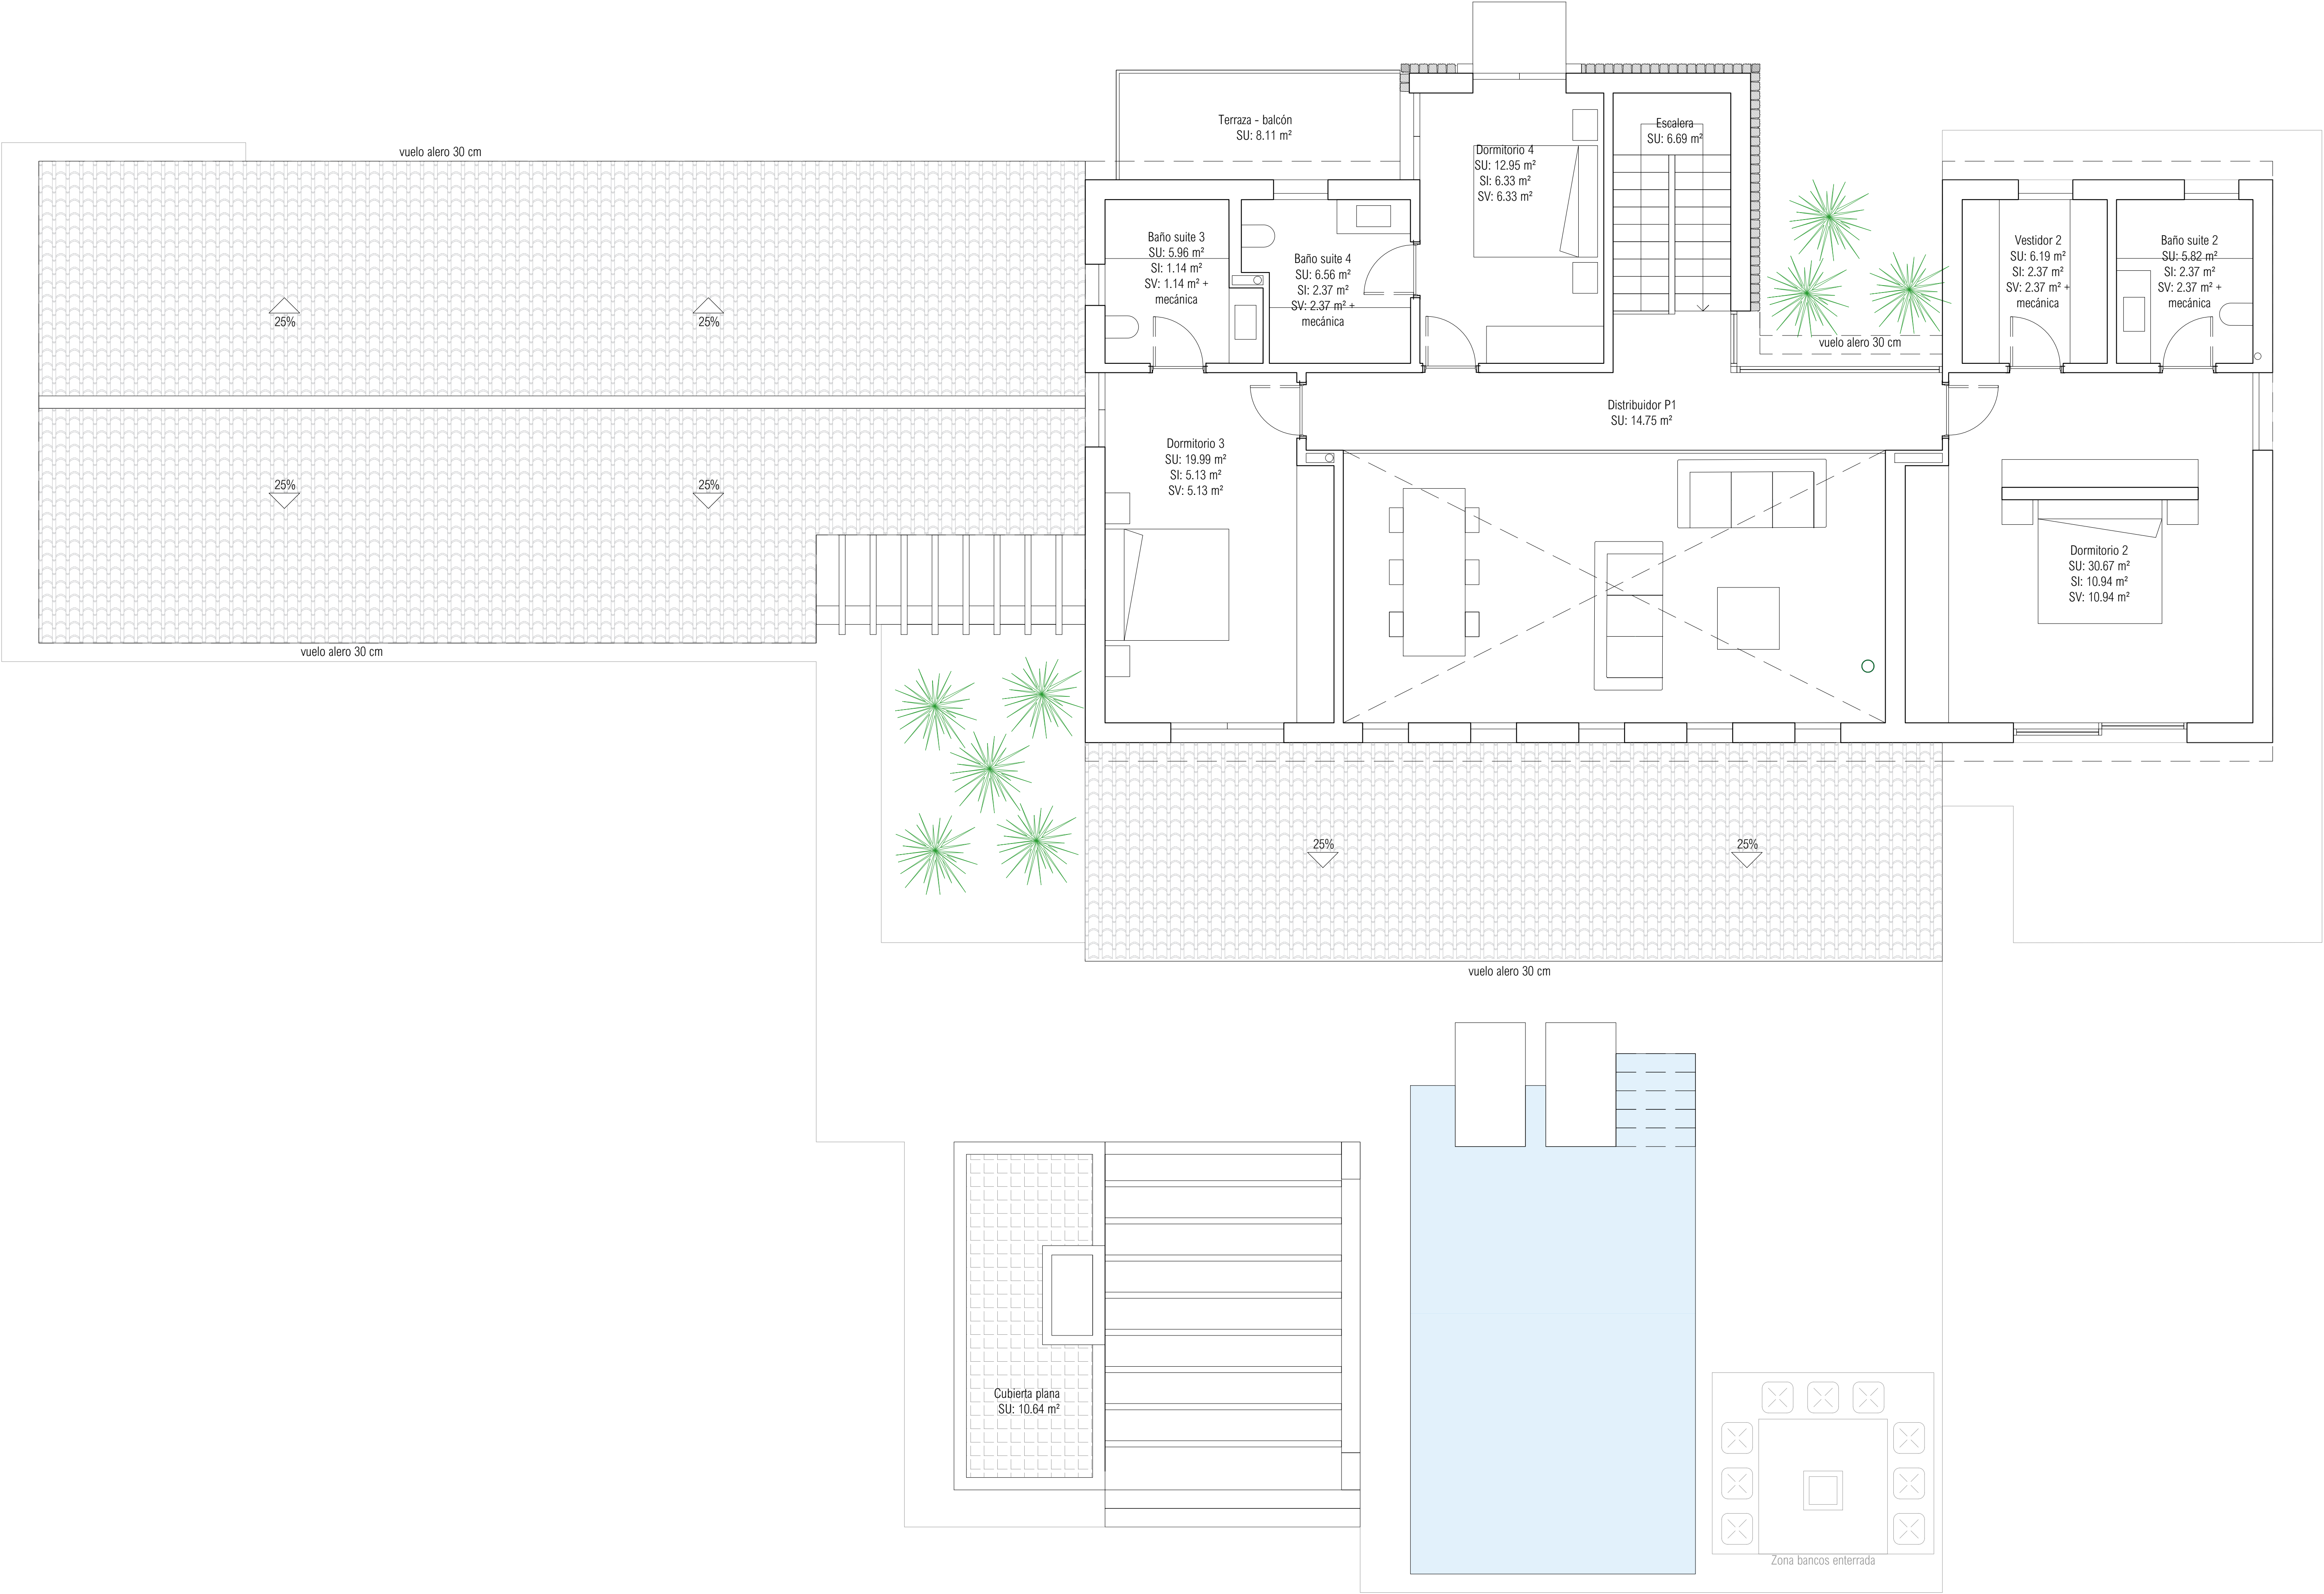 Terraza - balcón
SU: 8.11 m²
Escalera
SU: 6.69 m²
vuelo alero 30 cm
Dormitorio 4
SU: 12.95 m²
SI: 6.33 m²
SV: 6.33 m²
Baño suite 3
SU: 5.96 m²
SI: 1.14 m²
SV: 1.14 m² +
mecánica
Baño suite 4
SU: 6.56 m²
SI: 2.37 m²
SV: 2.37 m² +
mecánica
Vestidor 2
SU: 6.19 m²
SI: 2.37 m²
SV: 2.37 m² +
mecánica
Baño suite 2
SU: 5.82 m²
SI: 2.37 m²
SV: 2.37 m² +
mecánica
25%
25%
vuelo alero 30 cm
Distribuidor P1
SU: 14.75 m²
Dormitorio 3
SU: 19.99 m²
SI: 5.13 m²
SV: 5.13 m²
25%
25%
Dormitorio 2
SU: 30.67 m²
SI: 10.94 m²
SV: 10.94 m²
vuelo alero 30 cm
25%
25%
vuelo alero 30 cm
Cubierta plana
SU: 10.64 m²
Zona bancos enterrada